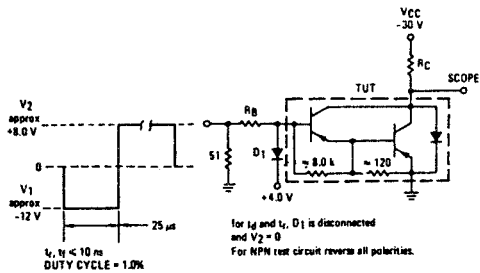 VCC
-30 V
RC
SCOPE
TUT
V2
approx
+8.0 V
0
V1
approx
-12 V
25 μs
tr, tf < 10 ns
DUTY CYCLE = 1.0%
RB
51
D1
+4.0 V
≈ 8.0 k
≈ 120
for td and tr, D1 is disconnected
and V2 = 0
For NPN test circuit reverse all polarities.